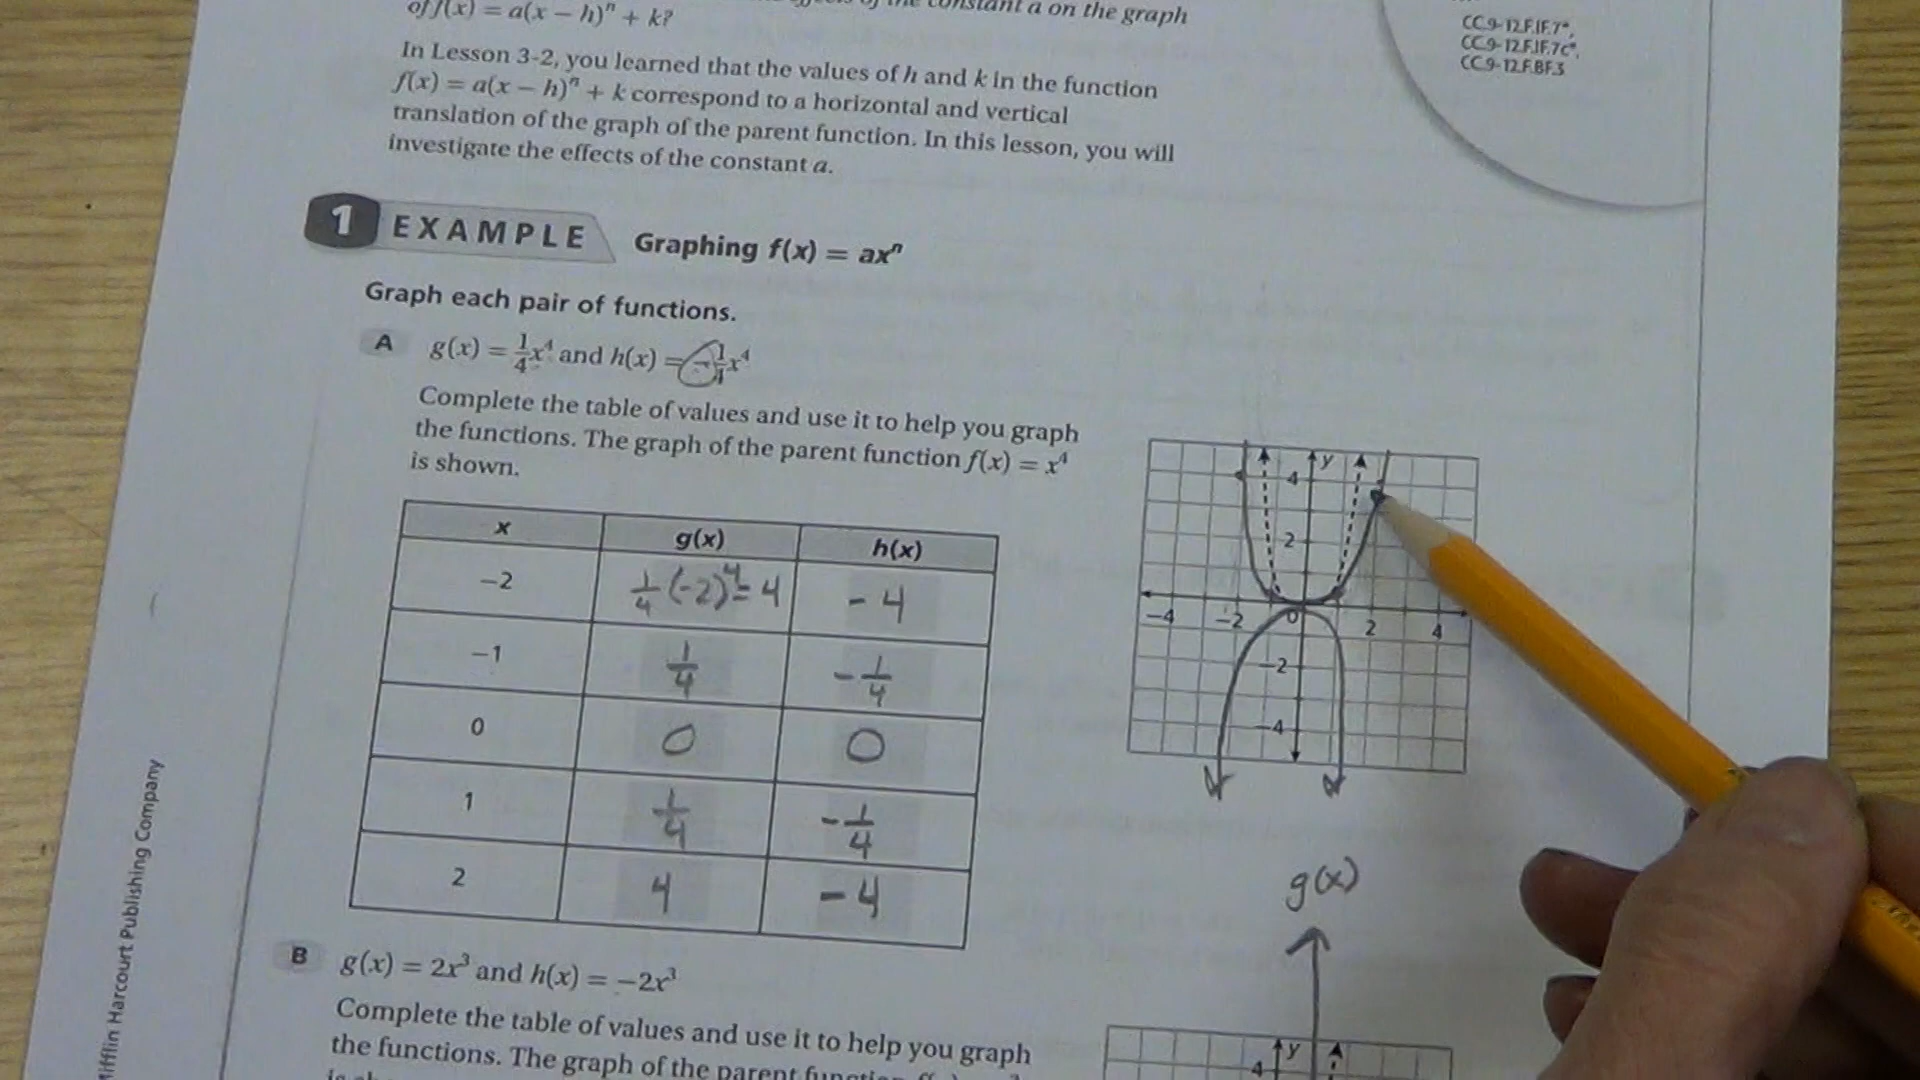 constant a on the graph
of f(x) = a(x − h)ⁿ + k?
CC.9-12.F.IF.7*,
CC.9-12.F.IF.7c*,
CC.9-12.F.BF.3
In Lesson 3-2, you learned that the values of h and k in the function
f(x) = a(x − h)ⁿ + k correspond to a horizontal and vertical
translation of the graph of the parent function. In this lesson, you will
investigate the effects of the constant a.
1 EXAMPLE Graphing f(x) = axⁿ
Graph each pair of functions.
A g(x) = 1/4 x⁴ and h(x) = −1/4 x⁴
Complete the table of values and use it to help you graph
the functions. The graph of the parent function f(x) = x⁴
is shown.
x g(x) h(x)
−2 1/4 (-2)⁴ = 4 -4
−1 1/4 -1/4
0 0 0
1 1/4 -1/4
2 4 -4
y
4
2
−4 −2 0 2 4
−2
−4
g(x)
B g(x) = 2x³ and h(x) = −2x³
Complete the table of values and use it to help you graph
the functions. The graph of the parent
y
4
Mifflin Harcourt Publishing Company